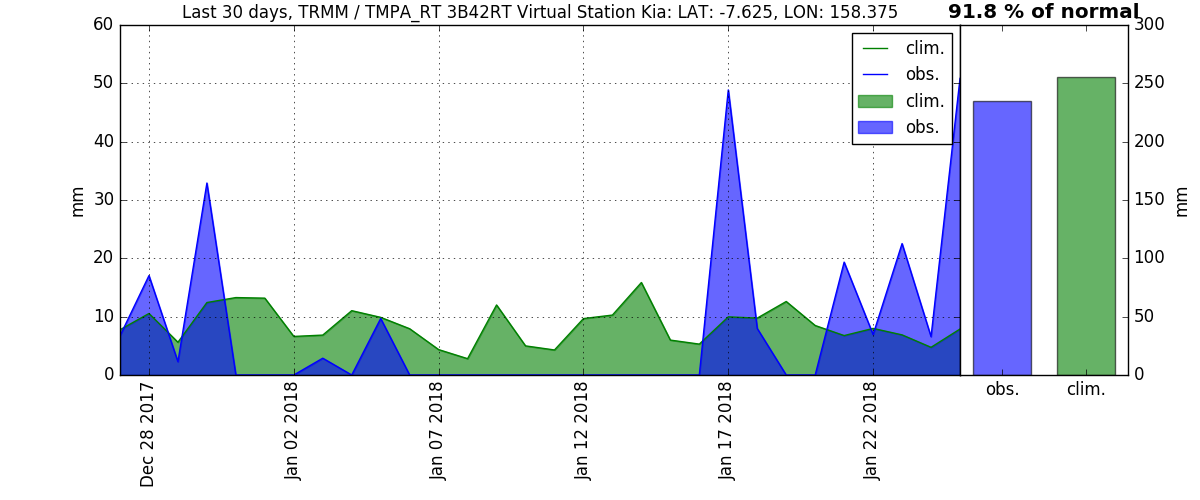 Last 30 days, TRMM / TMPA_RT 3B42RT Virtual Station Kia: LAT: -7.625, LON: 158.375
91.8 % of normal
60
50
40
30
20
10
0
mm
clim.
obs.
clim.
obs.
Dec 28 2017
Jan 02 2018
Jan 07 2018
Jan 12 2018
Jan 17 2018
Jan 22 2018
300
250
200
150
100
50
0
mm
obs.
clim.